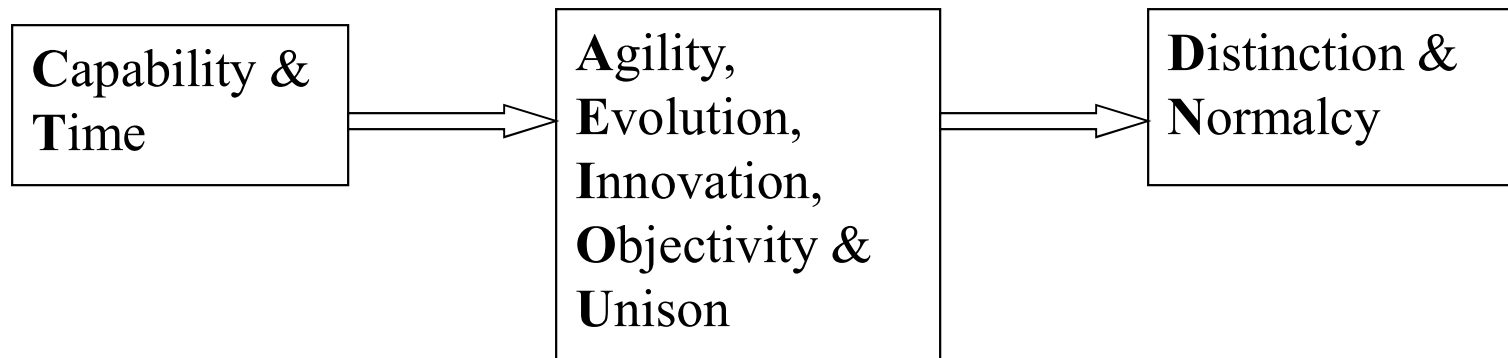 Capability &
Time
Agility,
Evolution,
Innovation,
Objectivity &
Unison
Distinction &
Normalcy